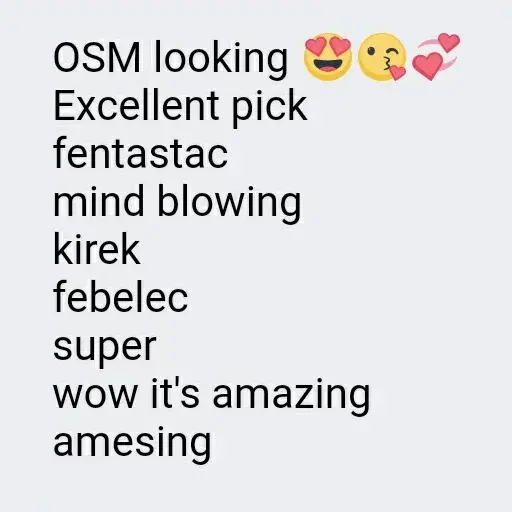 OSM looking 😍😘💞
Excellent pick
fentastac
mind blowing
kirek
febelec
super
wow it's amazing
amesing